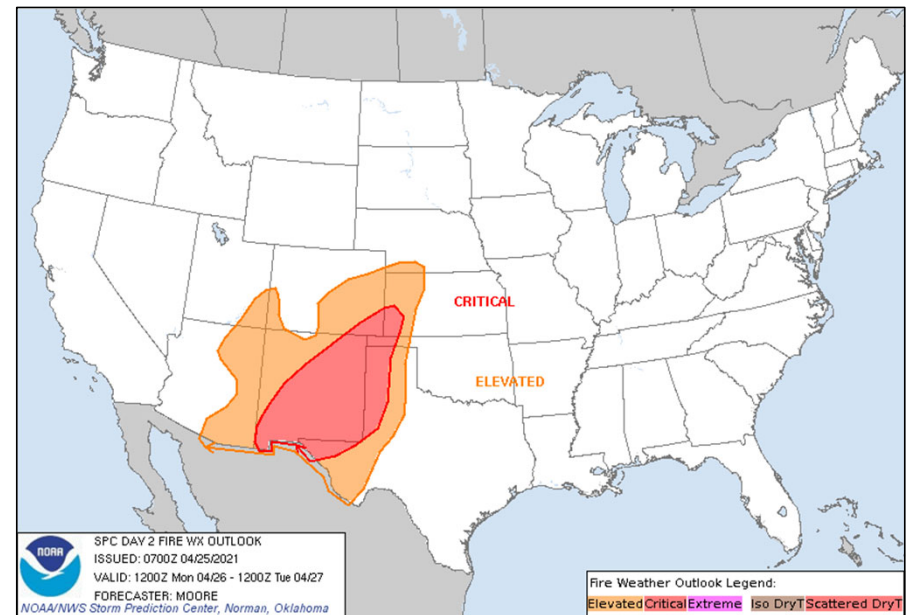 CRITICAL
ELEVATED
NOAA
SPC DAY 2 FIRE WX OUTLOOK
ISSUED: 0700Z 04/25/2021
VALID: 1200Z Mon 04/26 - 1200Z Tue 04/27
FORECASTER: MOORE
NOAA/NWS Storm Prediction Center, Norman, Oklahoma
Fire Weather Outlook Legend:
Elevated Critical Extreme Iso DryT Scattered DryT